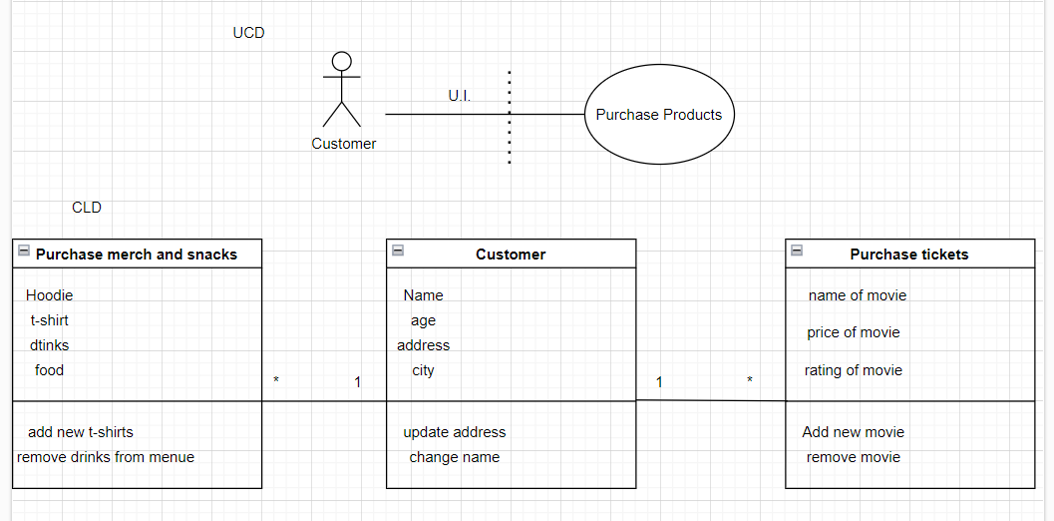 UCD
U.I.
Purchase Products
Customer
CLD
Purchase merch and snacks
Hoodie
t-shirt
dtinks
food
*
1
add new t-shirts
remove drinks from menue
Customer
Name
age
address
city
1
*
update address
change name
Purchase tickets
name of movie
price of movie
rating of movie
Add new movie
remove movie